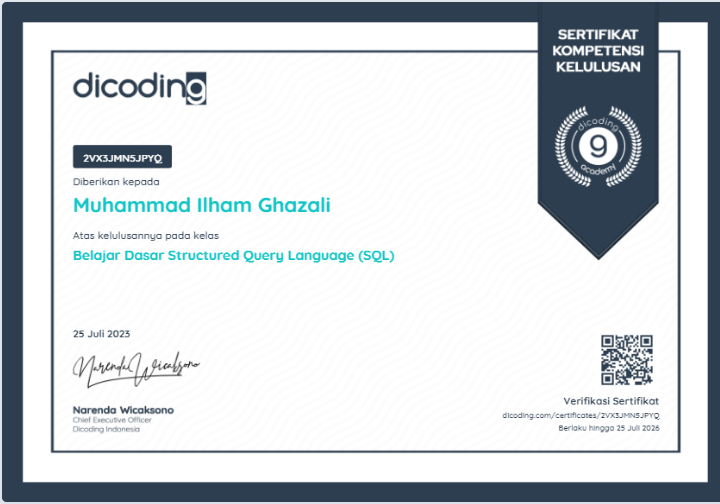 SERTIFIKAT
KOMPETENSI
KELULUSAN
dicoding
dicoding
9
academy
2VX3JMN5JPYQ
Diberikan kepada
Muhammad Ilham Ghazali
Atas kelulusannya pada kelas
Belajar Dasar Structured Query Language (SQL)
25 Juli 2023
Narenda Wicaksono
Narenda Wicaksono
Chief Executive Officer
Dicoding Indonesia
Verifikasi Sertifikat
dicoding.com/certificates/2VX3JMN5JPYQ
Berlaku hingga 25 Juli 2026